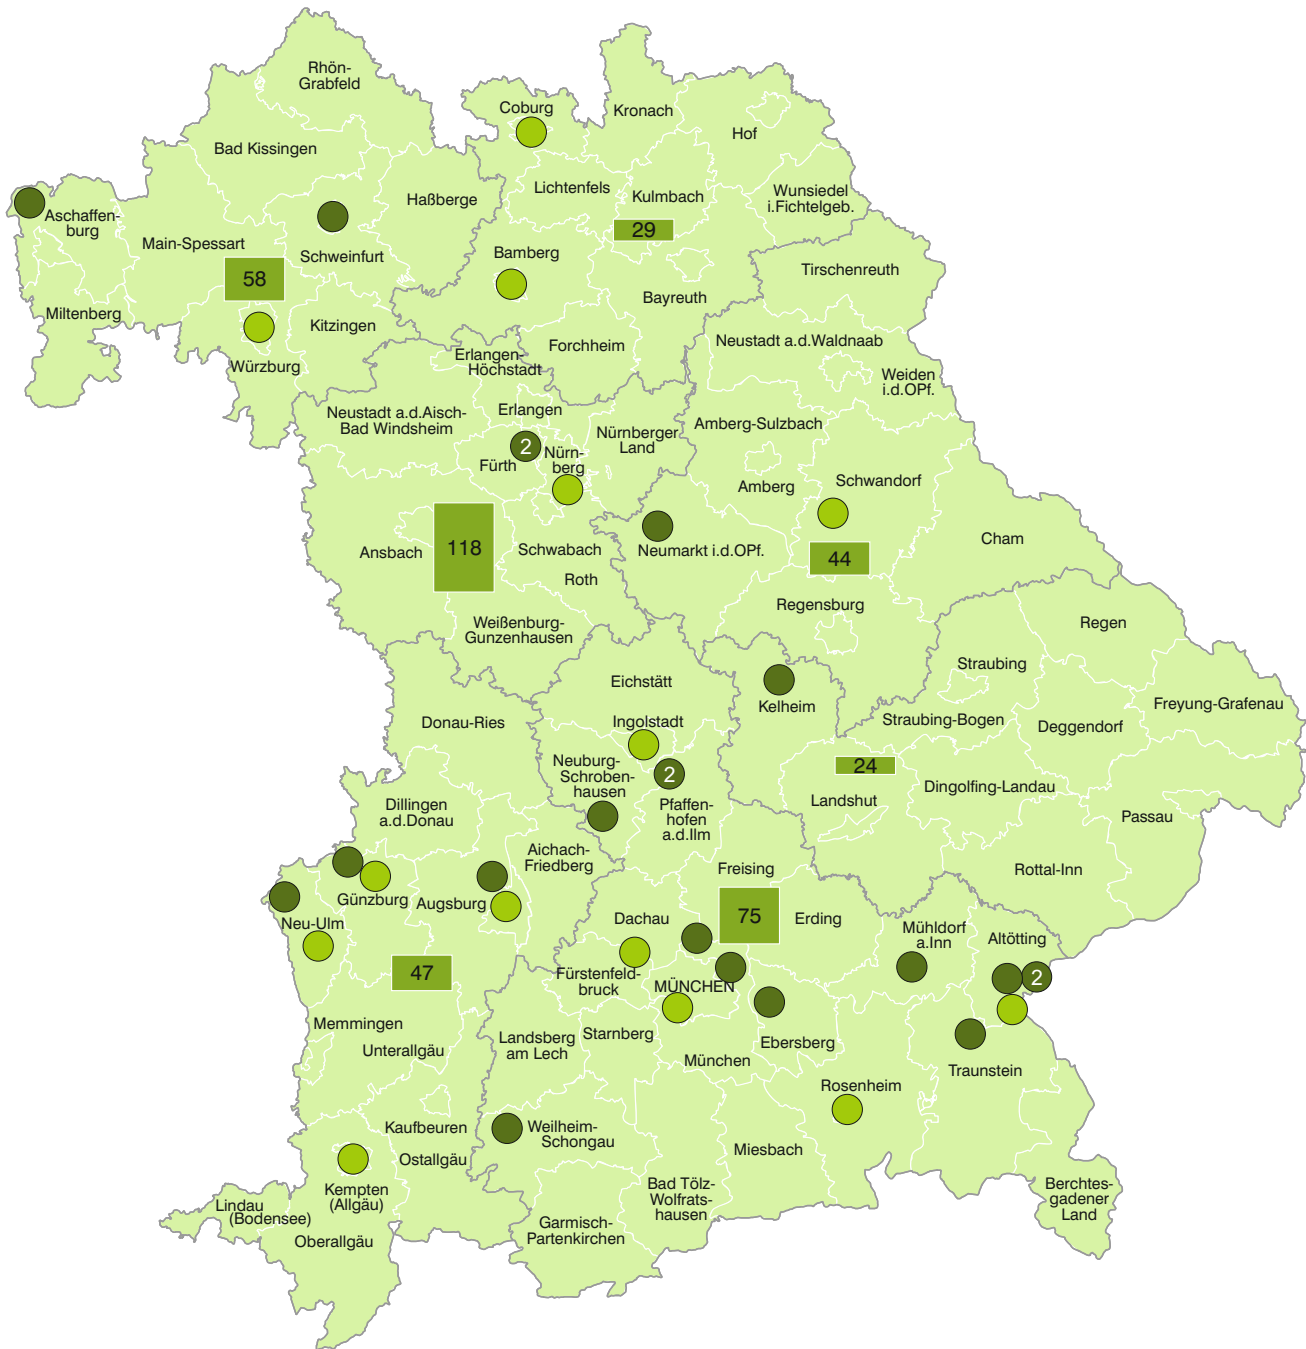 Rhön-
Grabfeld
Coburg
Kronach
Hof
Bad Kissingen
Lichtenfels
Kulmbach
Wunsiedel
i.Fichtelgeb.
Haßberge
Aschaffen-
burg
29
Main-Spessart
Schweinfurt
Bamberg
58
Tirschenreuth
Bayreuth
Miltenberg
Kitzingen
Würzburg
Erlangen-
Höchstadt
Forchheim
Neustadt a.d.Waldnaab
Weiden
i.d.OPf.
Neustadt a.d.Aisch-
Bad Windsheim
Erlangen
Nürnberger
Land
Amberg-Sulzbach
2
Fürth
Nürn-
berg
Amberg
Schwandorf
Ansbach
118
Schwabach
Neumarkt i.d.OPf.
Cham
44
Roth
Regensburg
Weißenburg-
Gunzenhausen
Regen
Straubing
Eichstätt
Kelheim
Freyung-Grafenau
Donau-Ries
Ingolstadt
Straubing-Bogen
Deggendorf
Neuburg-
Schroben-
hausen
2
24
Dingolfing-Landau
Landshut
Dillingen
a.d.Donau
Pfaffen-
hofen
a.d.Ilm
Passau
Aichach-
Friedberg
Freising
Rottal-Inn
Günzburg
Augsburg
75
Neu-Ulm
Dachau
Erding
Mühldorf
a.Inn
Altötting
47
Fürstenfeld-
bruck
MÜNCHEN
2
Memmingen
Landsberg
am Lech
Starnberg
Ebersberg
Unterallgäu
München
Traunstein
Rosenheim
Kaufbeuren
Weilheim-
Schongau
Miesbach
Ostallgäu
Kempten
(Allgäu)
Bad Tölz-
Wolfrats-
hausen
Berchtes-
gadener
Land
Lindau
(Bodensee)
Garmisch-
Partenkirchen
Oberallgäu